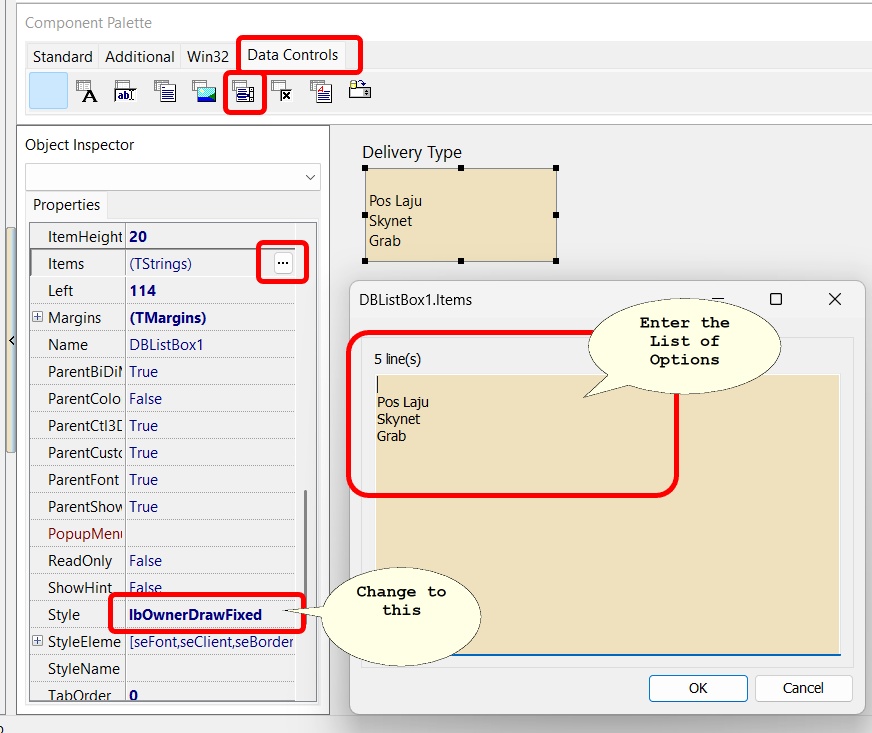 Component Palette
Standard Additional Win32 Data Controls
A
ab
Object Inspector
Properties
ItemHeight 20
Items (TStrings) ...
Left 114
Margins (TMargins)
Name DBListBox1
ParentBiDiM True
ParentColo False
ParentCtl3D True
ParentCustc True
ParentFont True
ParentShow True
PopupMenu
ReadOnly False
ShowHint False
Style lbOwnerDrawFixed
StyleEleme [seFont,seClient,seBorder
StyleName
TabOrder 0
Delivery Type
Pos Laju
Skynet
Grab
DBListBox1.Items
5 line(s)
Pos Laju
Skynet
Grab
Enter the
List of
Options
Change to
this
OK Cancel